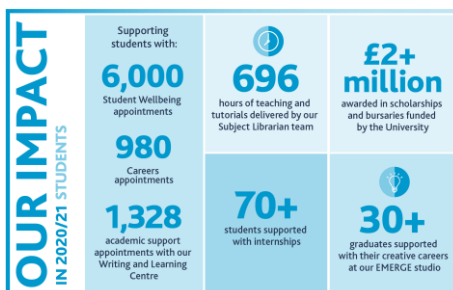 OUR IMPACT
IN 2020/21 STUDENTS
Supporting
students with:
6,000
Student Wellbeing
appointments
980
Careers
appointments
1,328
academic support
appointments with our
Writing and Learning
Centre
696
hours of teaching and
tutorials delivered by our
Subject Librarian team
70+
students supported
with internships
£2+
million
awarded in scholarships
and bursaries funded
by the University
30+
graduates supported
with their creative careers
at our EMERGE studio